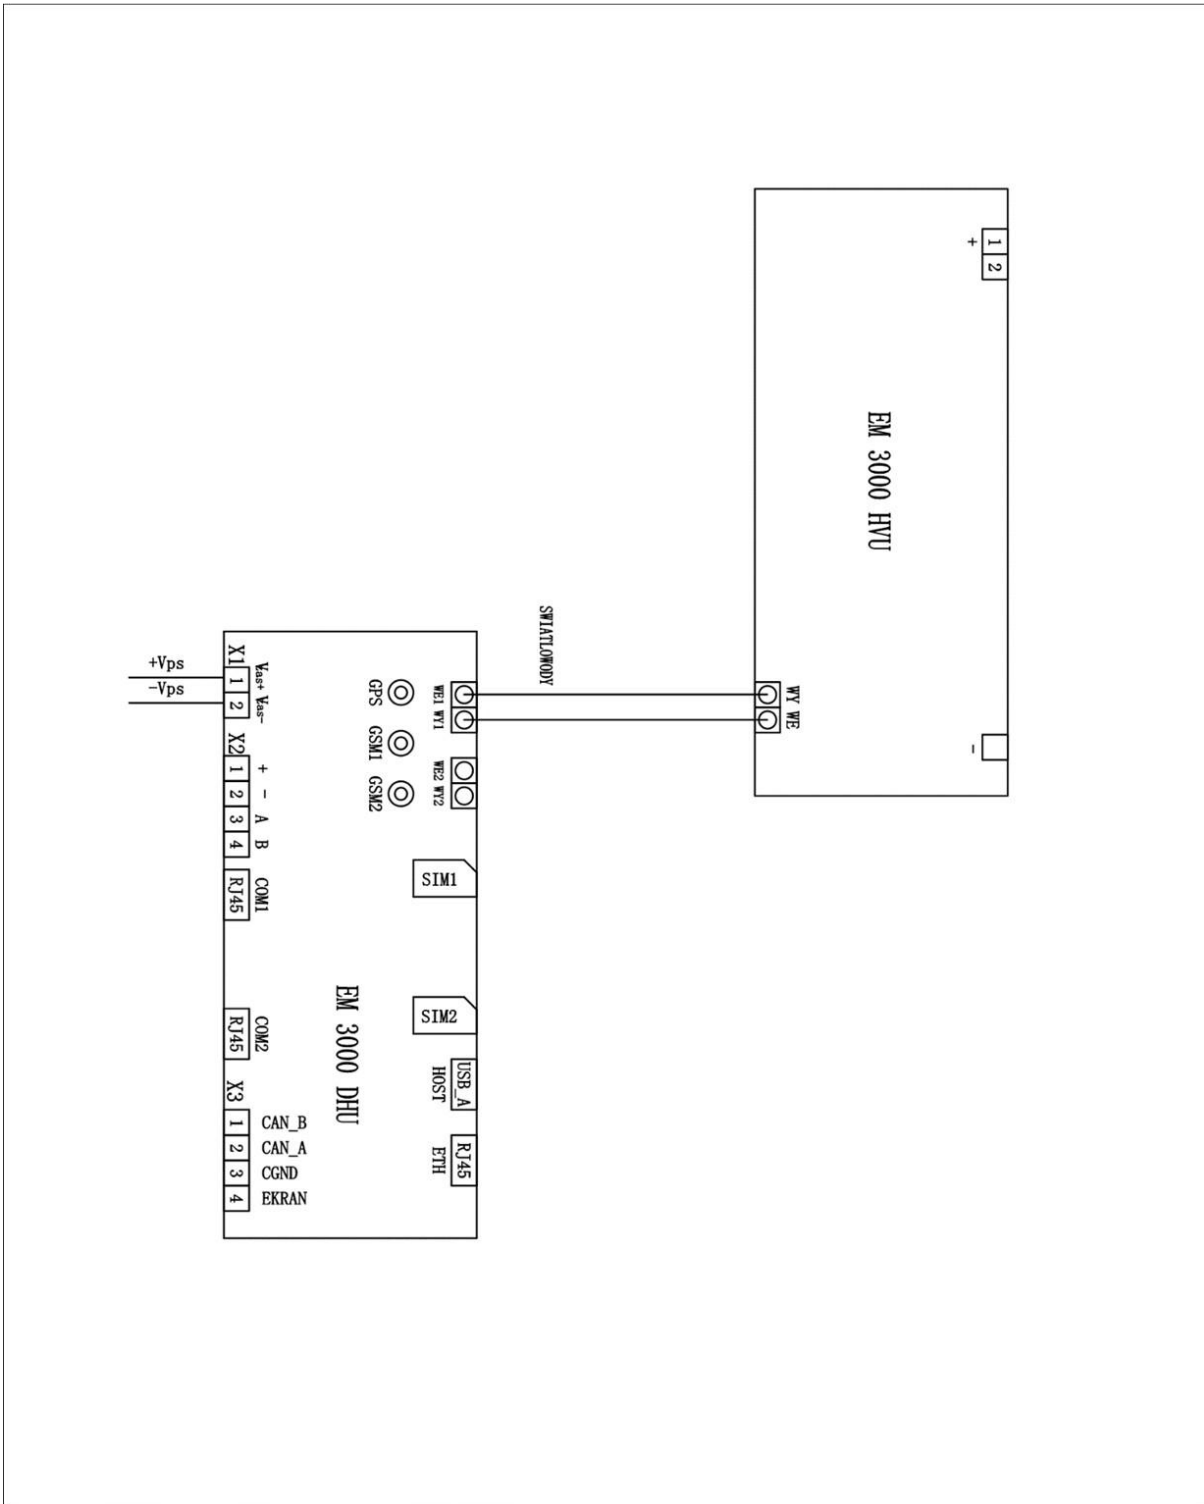 +
1
2
EM 3000 HVU
WY WE
-
SWIATLOWODY
+Vps
-Vps
X1
1
2
Vzas+ Vzas-
X2
1
2
3
4
+
-
A
B
RJ45
COM1
RJ45
COM2
X3
1
2
3
4
CAN_B
CAN_A
CGND
EKRAN
GPS
GSM1
GSM2
WE1 WY1
WE2 WY2
SIM1
SIM2
EM 3000 DHU
USB_A
HOST
RJ45
ETH